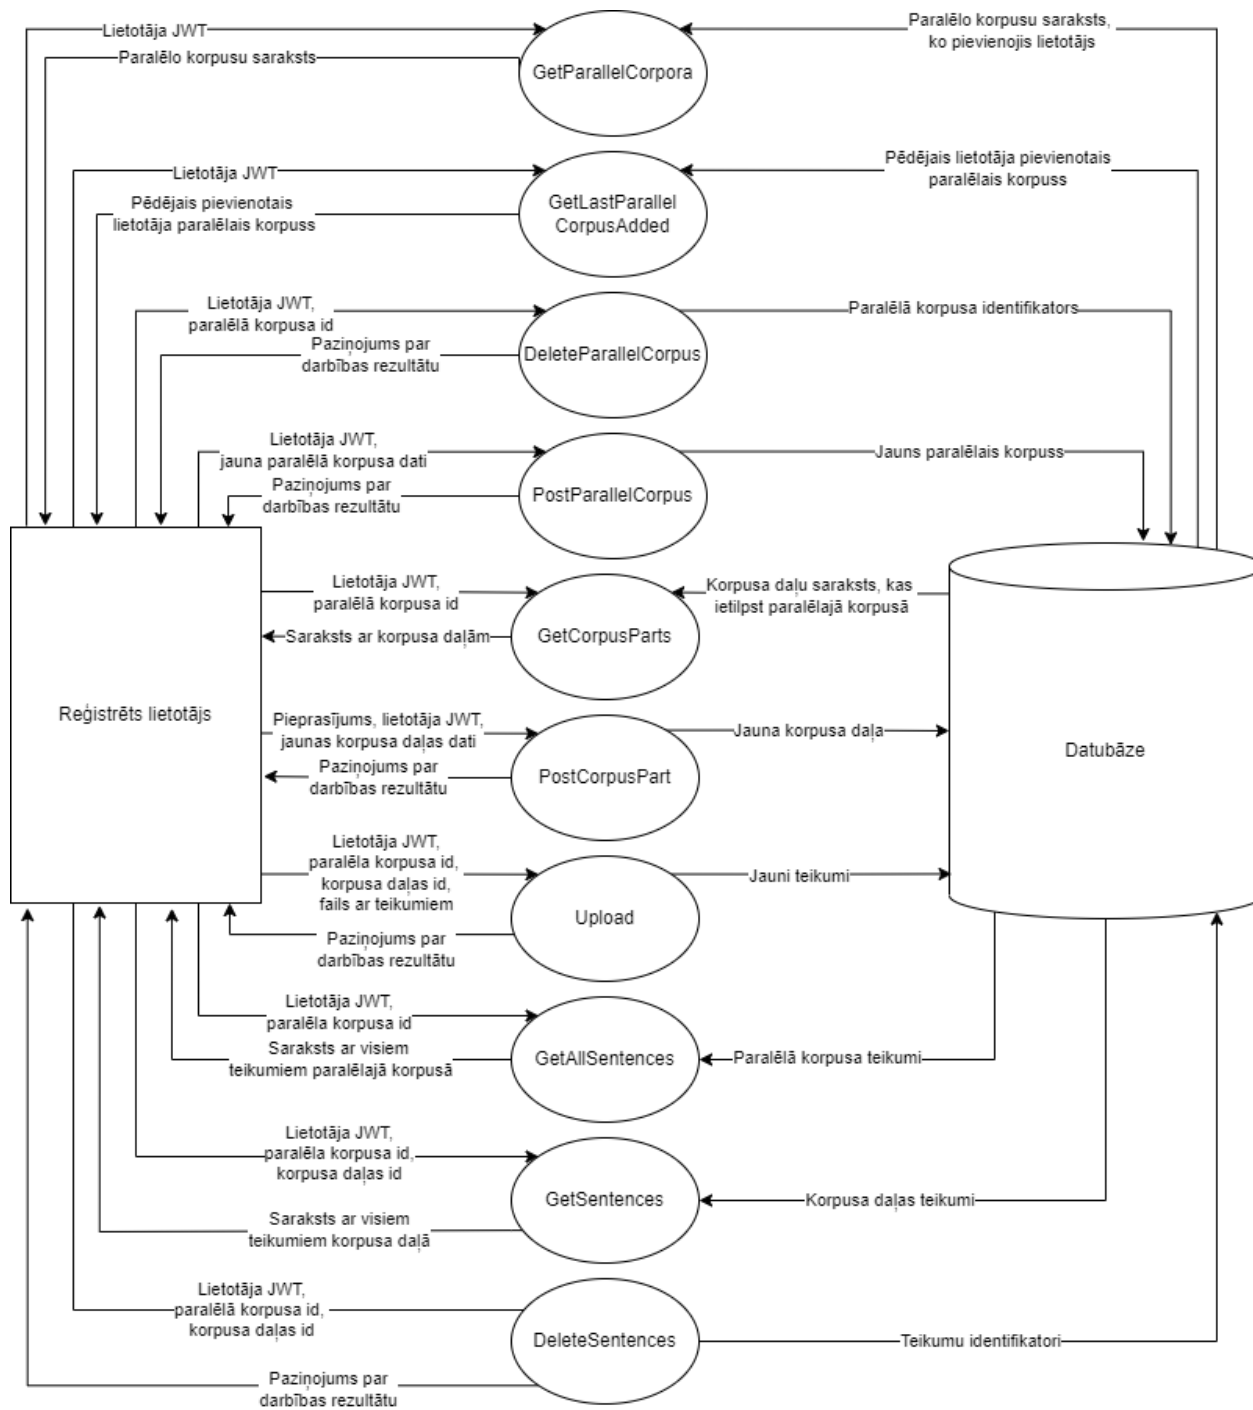 Lietotāja JWT
Paralēlo korpusu saraksts
GetParallelCorpora
Paralēlo korpusu saraksts,
ko pievienojis lietotājs
Lietotāja JWT
Pēdējais pievienotais
lietotāja paralēlais korpuss
GetLastParallel
CorpusAdded
Pēdējais lietotāja pievienotais
paralēlais korpuss
Lietotāja JWT,
paralēlā korpusa id
Paziņojums par
darbības rezultātu
DeleteParallelCorpus
Paralēlā korpusa identifikators
Lietotāja JWT,
jauna paralēlā korpusa dati
Paziņojums par
darbības rezultātu
PostParallelCorpus
Jauns paralēlais korpuss
Lietotāja JWT,
paralēlā korpusa id
Saraksts ar korpusa daļām
GetCorpusParts
Korpusa daļu saraksts, kas
ietilpst paralēlajā korpusā
Reģistrēts lietotājs
Pieprasījums, lietotāja JWT,
jaunas korpusa daļas dati
Paziņojums par
darbības rezultātu
PostCorpusPart
Jauna korpusa daļa
Datubāze
Lietotāja JWT,
paralēla korpusa id,
korpusa daļas id,
fails ar teikumiem
Paziņojums par
darbības rezultātu
Upload
Jauni teikumi
Lietotāja JWT,
paralēla korpusa id
Saraksts ar visiem
teikumiem paralēlajā korpusā
GetAllSentences
Paralēlā korpusa teikumi
Lietotāja JWT,
paralēla korpusa id,
korpusa daļas id
Saraksts ar visiem
teikumiem korpusa daļā
GetSentences
Korpusa daļas teikumi
Lietotāja JWT,
paralēlā korpusa id,
korpusa daļas id
Paziņojums par
darbības rezultātu
DeleteSentences
Teikumu identifikatori